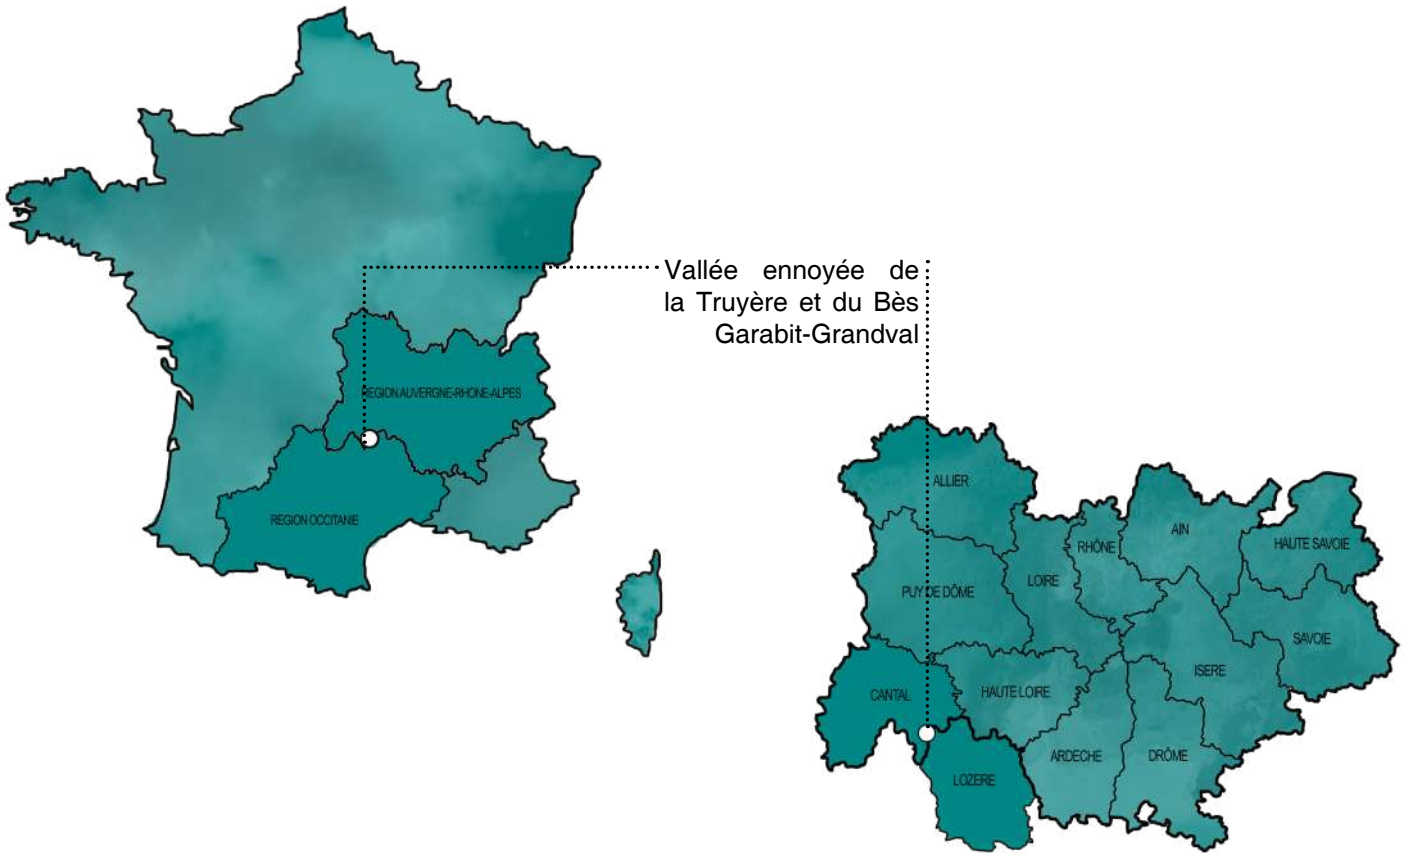 Vallée ennoyée de
la Truyère et du Bès
Garabit-Grandval
REGION AUVERGNE-RHONE-ALPES
REGION OCCITANIE
ALLIER
AIN
RHÔNE
HAUTE SAVOIE
LOIRE
PUY DE DÔME
SAVOIE
ISERE
CANTAL
HAUTE LOIRE
ARDECHE
DRÔME
LOZERE